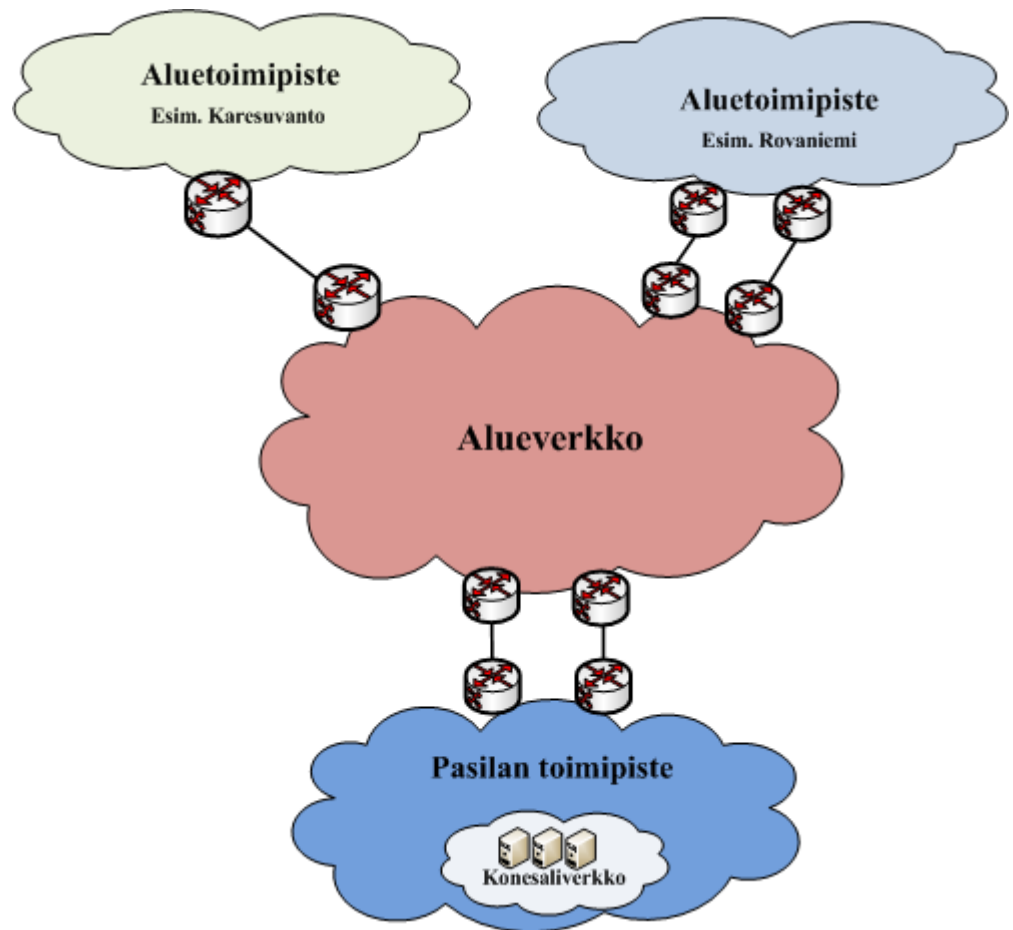 Aluetoimipiste
Esim. Karesuvanto
Aluetoimipiste
Esim. Rovaniemi
Alueverkko
Pasilan toimipiste
Konesaliverkko